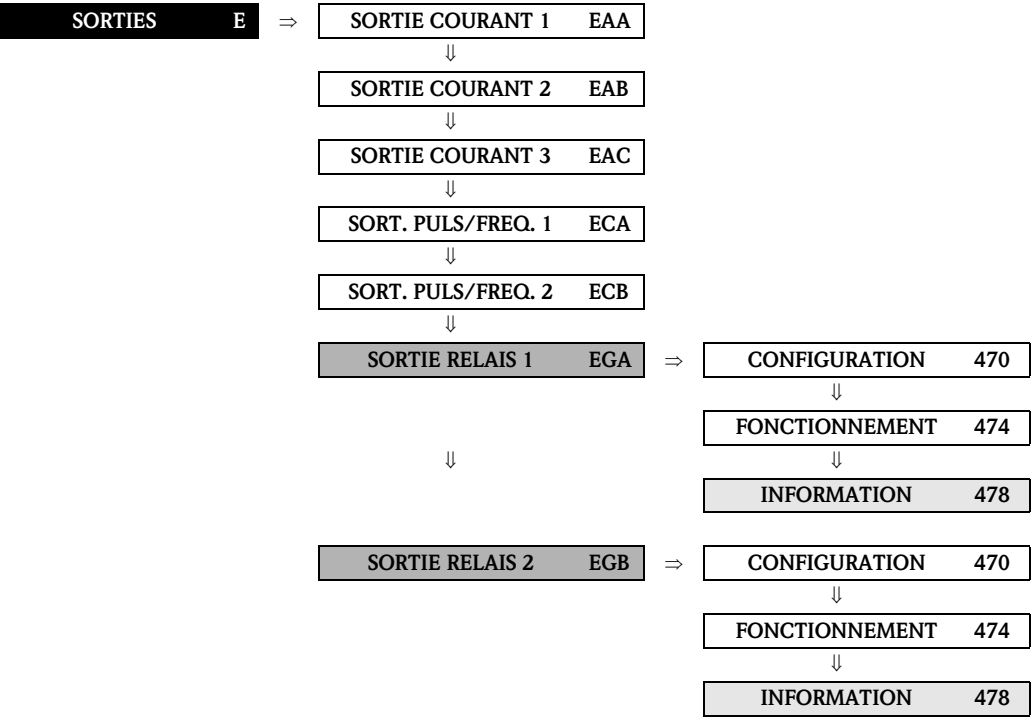 SORTIES E ⇒ SORTIE COURANT 1 EAA
⇓
SORTIE COURANT 2 EAB
⇓
SORTIE COURANT 3 EAC
⇓
SORT. PULS/FREQ. 1 ECA
⇓
SORT. PULS/FREQ. 2 ECB
⇓
SORTIE RELAIS 1 EGA ⇒ CONFIGURATION 470
⇓
FONCTIONNEMENT 474
⇓ ⇓
INFORMATION 478
SORTIE RELAIS 2 EGB ⇒ CONFIGURATION 470
⇓
FONCTIONNEMENT 474
⇓
INFORMATION 478